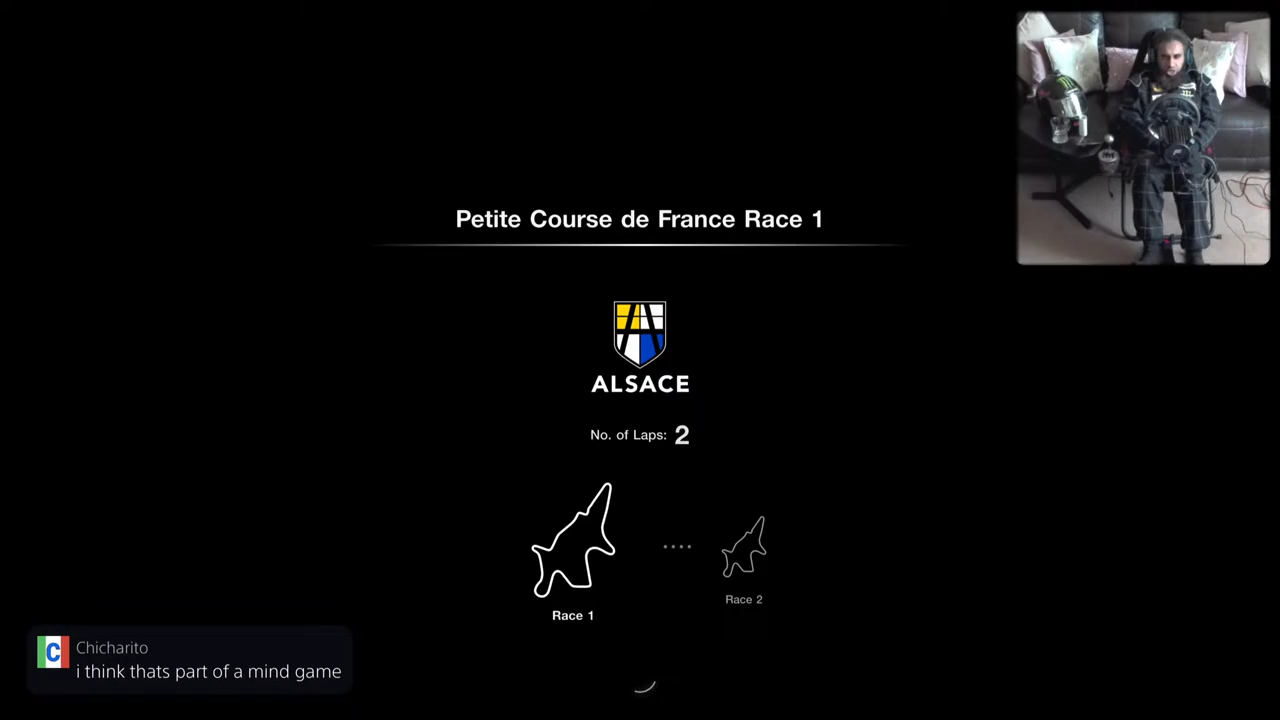 Petite Course de France Race 1
ALSACE
No. of Laps: 2
Race 1
Race 2
C
Chicharito
i think thats part of a mind game